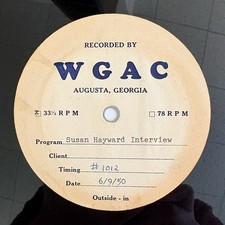 RECORDED BY
WGAC
AUGUSTA, GEORGIA
☒ 33⅓ RPM ☐ 78 RPM
Program Susan Hayward Interview
Client
Timing #1012
Date 6/9/50
Outside - in